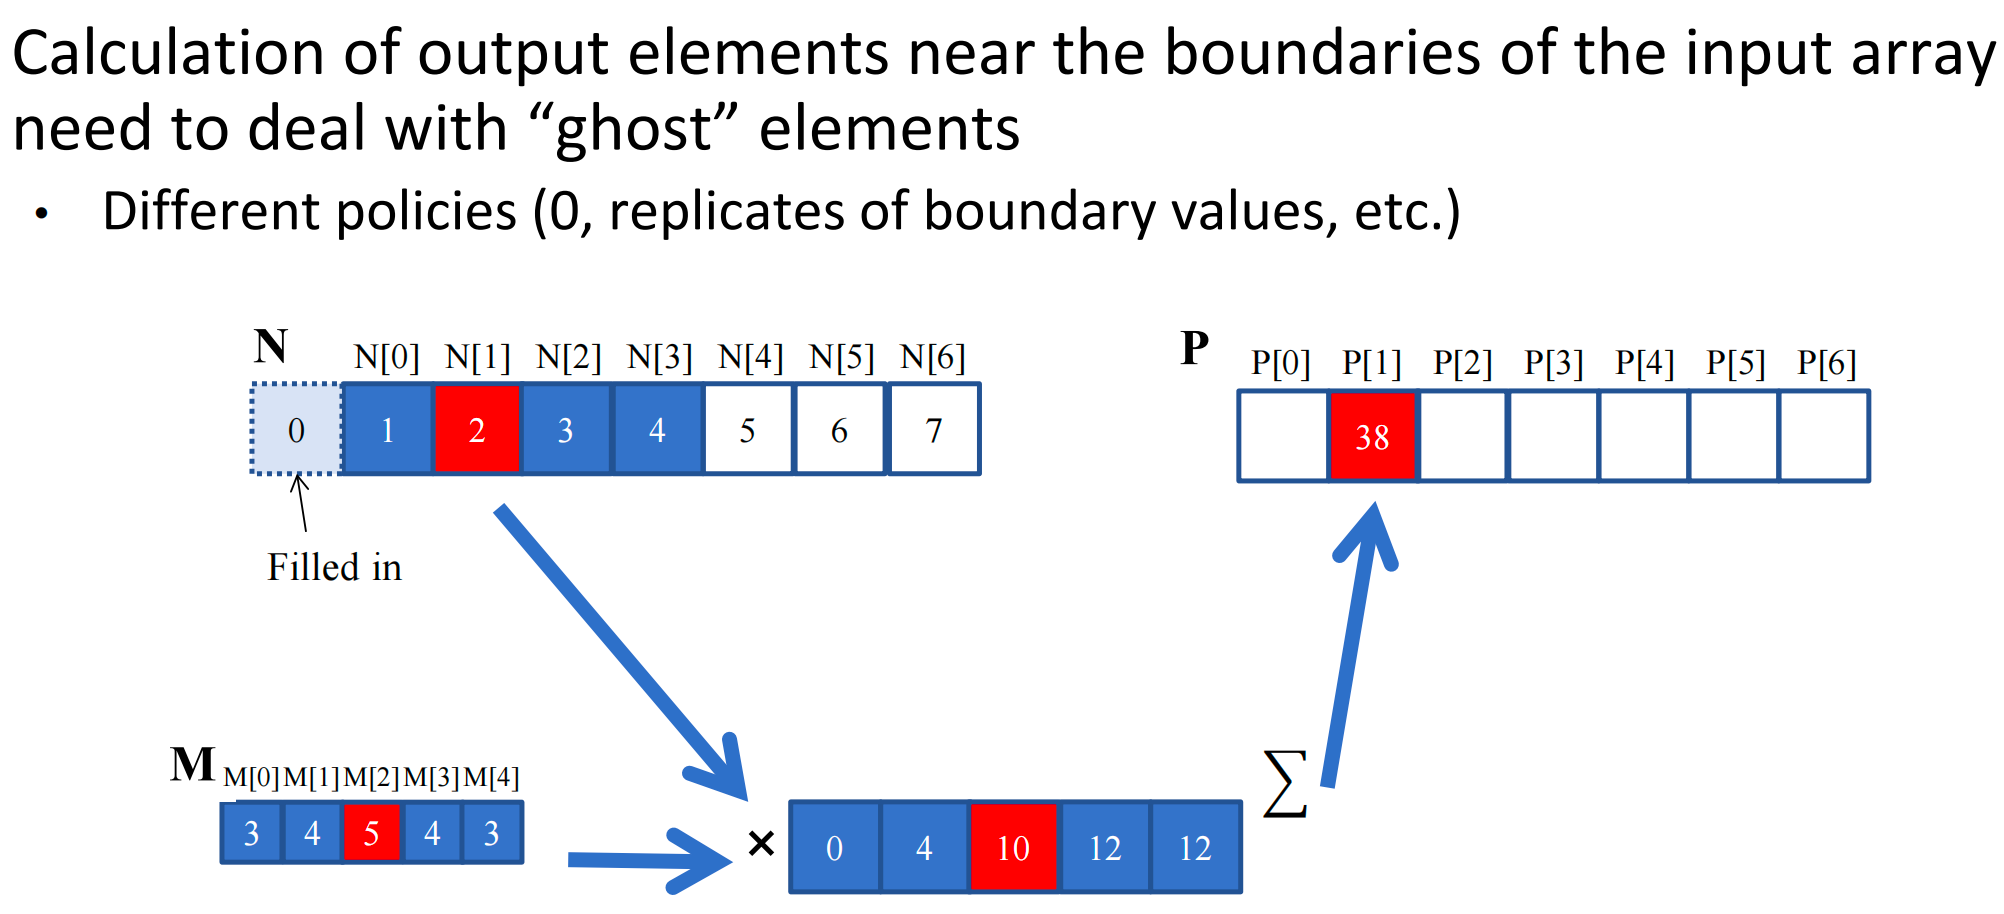 Calculation of output elements near the boundaries of the input array
need to deal with “ghost” elements
• Different policies (0, replicates of boundary values, etc.)
N
N[0] N[1] N[2] N[3] N[4] N[5] N[6]
0 1 2 3 4 5 6 7
Filled in
P
P[0] P[1] P[2] P[3] P[4] P[5] P[6]
38
M
M[0] M[1] M[2] M[3] M[4]
3 4 5 4 3
×
0 4 10 12 12
∑